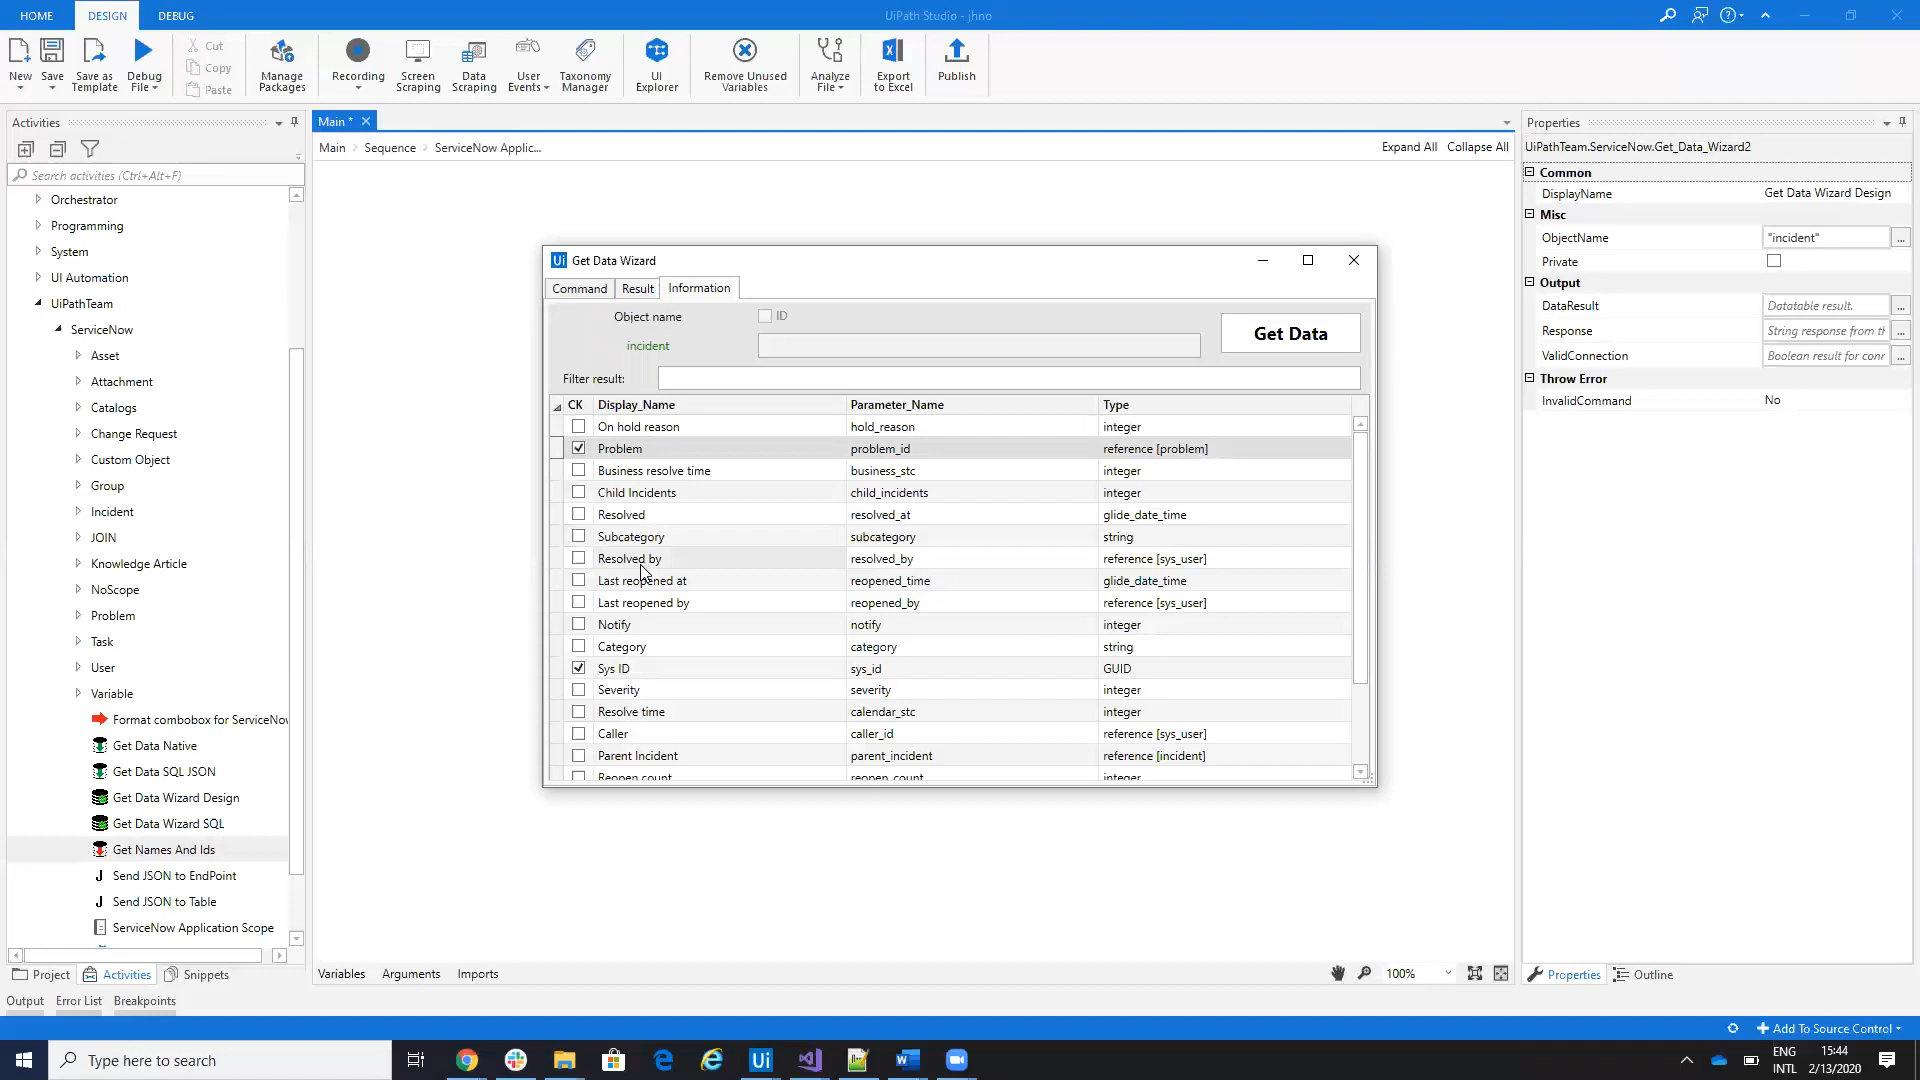 HOME DESIGN DEBUG UiPath Studio - jhno
New Save Save as Template Debug File Cut Copy Paste Manage Packages Recording Screen Scraping Data Scraping User Events Taxonomy Manager UI Explorer Remove Unused Variables Analyze File Export to Excel Publish
Activities
Search activities (Ctrl+Alt+F)
Orchestrator
Programming
System
UI Automation
UiPathTeam
ServiceNow
Asset
Attachment
Catalogs
Change Request
Custom Object
Group
Incident
JOIN
Knowledge Article
NoScope
Problem
Task
User
Variable
Format combobox for ServiceNow
Get Data Native
Get Data SQL JSON
Get Data Wizard Design
Get Data Wizard SQL
Get Names And Ids
Send JSON to EndPoint
Send JSON to Table
ServiceNow Application Scope
Project Activities Snippets
Output Error List Breakpoints
Main *
Main Sequence ServiceNow Applic... Expand All Collapse All
Ui Get Data Wizard
Command Result Information
Object name ID
incident
Get Data
Filter result:
CK Display_Name Parameter_Name Type
On hold reason hold_reason integer
Problem problem_id reference [problem]
Business resolve time business_stc integer
Child Incidents child_incidents integer
Resolved resolved_at glide_date_time
Subcategory subcategory string
Resolved by resolved_by reference [sys_user]
Last reopened at reopened_time glide_date_time
Last reopened by reopened_by reference [sys_user]
Notify notify integer
Category category string
Sys ID sys_id GUID
Severity severity integer
Resolve time calendar_stc integer
Caller caller_id reference [sys_user]
Parent Incident parent_incident reference [incident]
Reopen count reopen_count integer
Variables Arguments Imports 100%
Properties
UiPathTeam.ServiceNow.Get_Data_Wizard2
Common
DisplayName Get Data Wizard Design
Misc
ObjectName "incident" ...
Private
Output
DataResult Datatable result. ...
Response String response from th ...
ValidConnection Boolean result for conr ...
Throw Error
InvalidCommand No
Properties Outline
Add To Source Control
Type here to search
Ui
ENG
INTL
15:44
2/13/2020